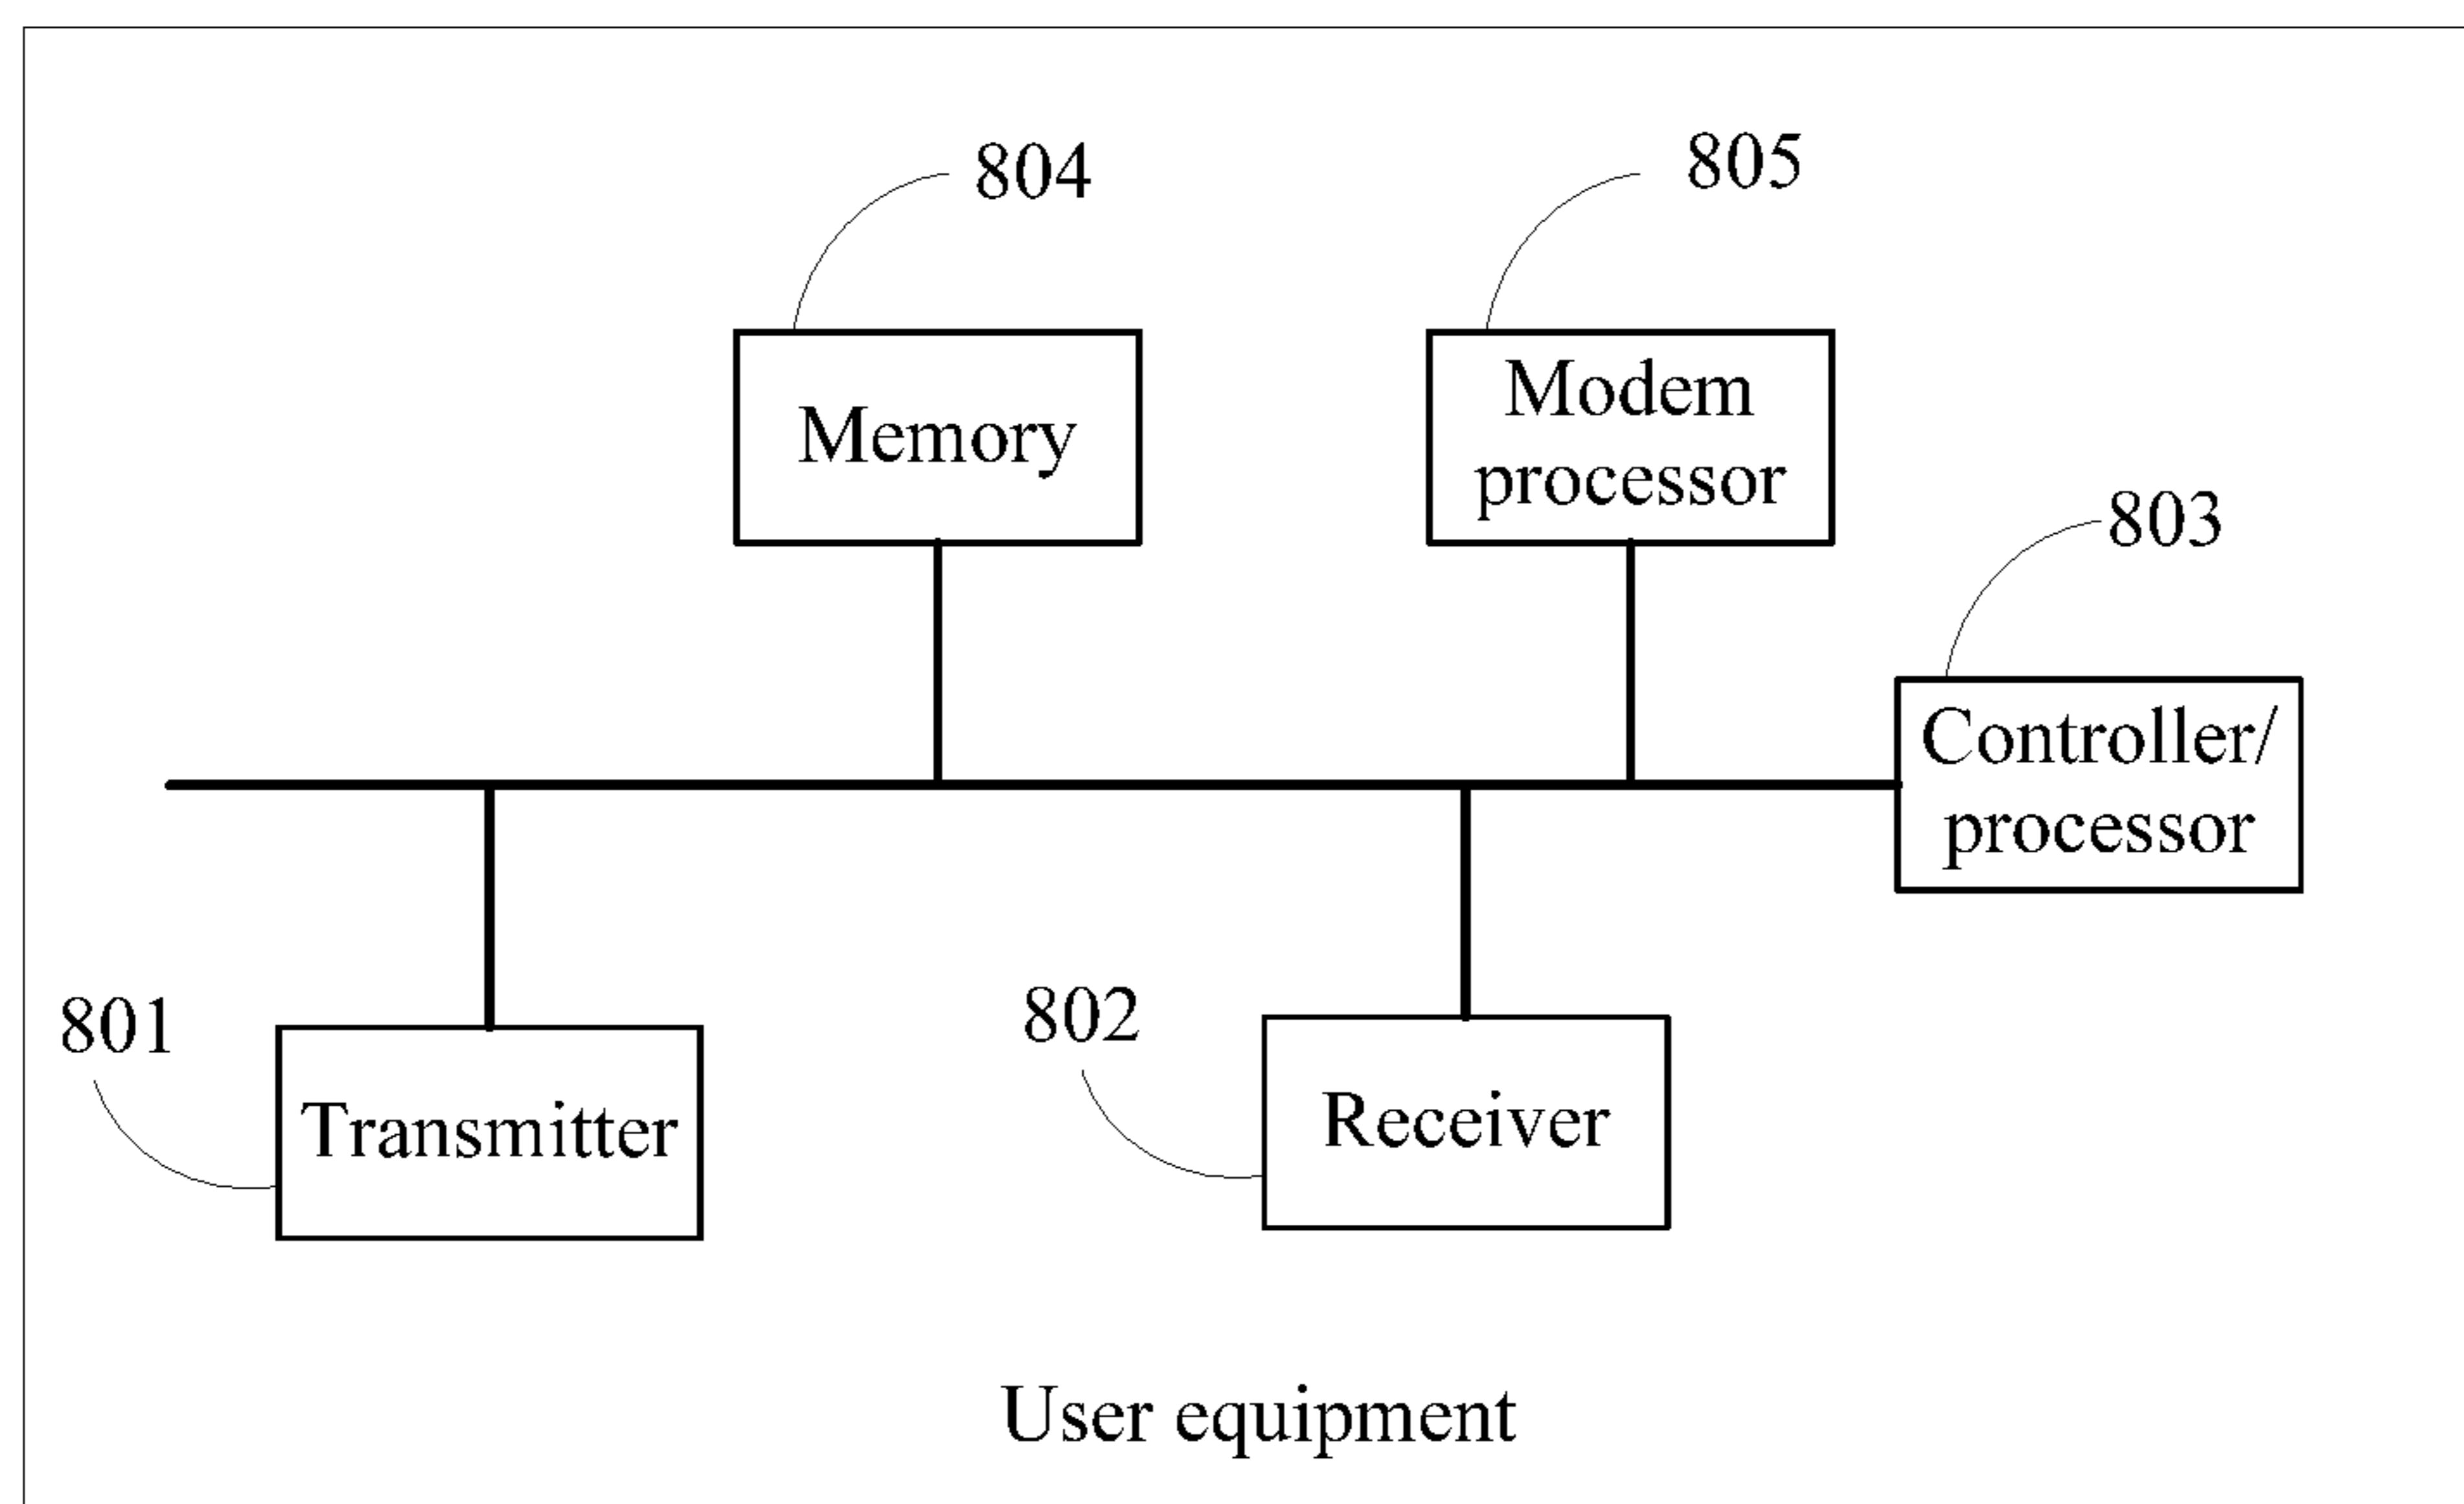 804
805
Memory
Modem
processor
803
Controller/
processor
801
802
Transmitter
Receiver
User equipment